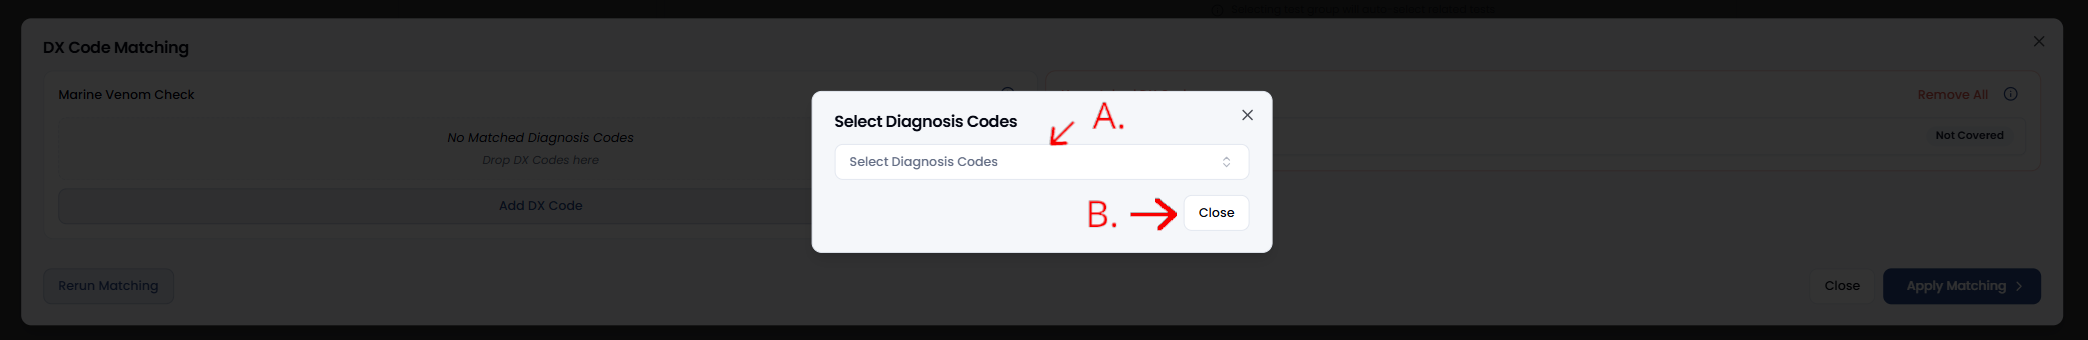 DX Code Matching
Marine Venom Check
Remove All
No Matched Diagnosis Codes
Drop DX Codes here
Not Covered
Add DX Code
Select Diagnosis Codes
A.
Select Diagnosis Codes
B.
Close
Rerun Matching
Close
Apply Matching